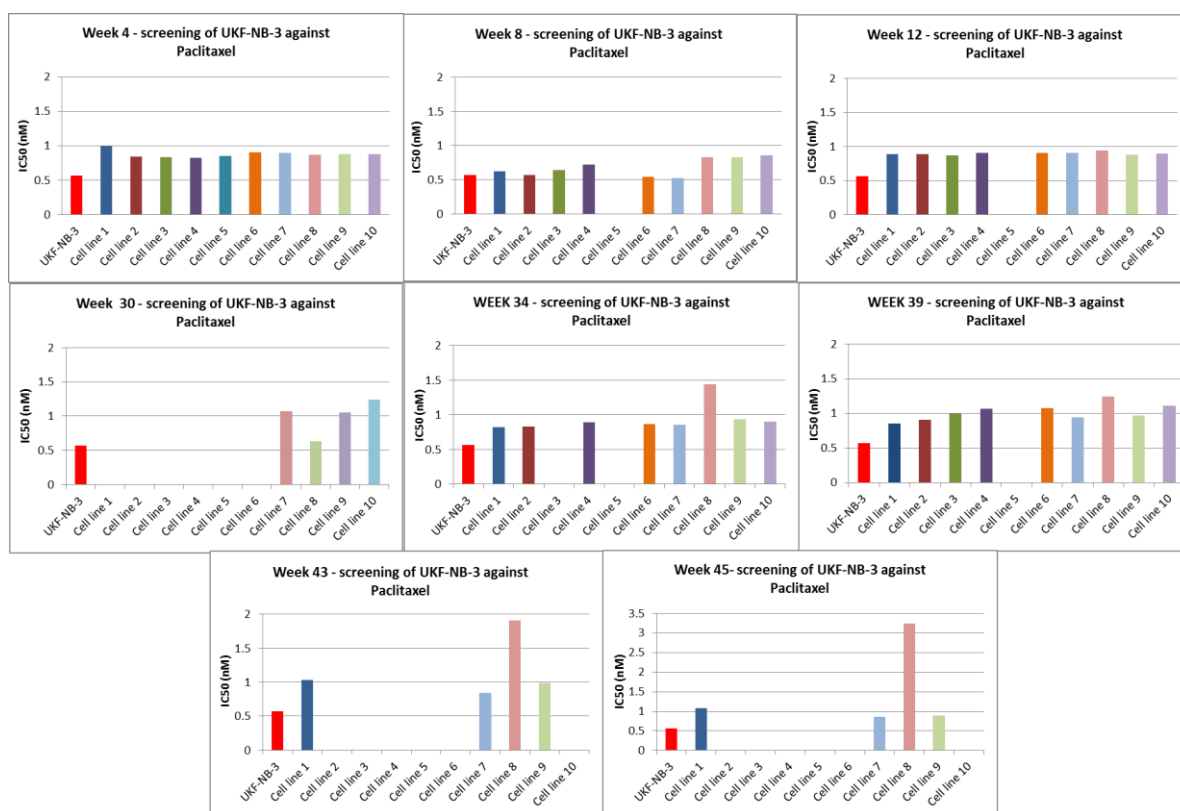 Week 4 - screening of UKF-NB-3 against
Paclitaxel
2
1.5
1
0.5
0
IC50 (nM)
UKF-NB-3
Cell line 1
Cell line 2
Cell line 3
Cell line 4
Cell line 5
Cell line 6
Cell line 7
Cell line 8
Cell line 9
Cell line 10
Week 8 - screening of UKF-NB-3 against
Paclitaxel
2
1.5
1
0.5
0
IC50 (nM)
UKF-NB-3
Cell line 1
Cell line 2
Cell line 3
Cell line 4
Cell line 5
Cell line 6
Cell line 7
Cell line 8
Cell line 9
Cell line 10
Week 12 - screening of UKF-NB-3 against
Paclitaxel
2
1.5
1
0.5
0
IC50 (nM)
UKF-NB-3
Cell line 1
Cell line 2
Cell line 3
Cell line 4
Cell line 5
Cell line 6
Cell line 7
Cell line 8
Cell line 9
Cell line 10
Week 30 - screening of UKF-NB-3 against
Paclitaxel
2
1.5
1
0.5
0
IC50 (nM)
UKF-NB-3
Cell line 1
Cell line 2
Cell line 3
Cell line 4
Cell line 5
Cell line 6
Cell line 7
Cell line 8
Cell line 9
Cell line 10
WEEK 34 - screening of UKF-NB-3 against
Paclitaxel
2
1.5
1
0.5
0
IC50 (nM)
UKF-NB-3
Cell line 1
Cell line 2
Cell line 3
Cell line 4
Cell line 5
Cell line 6
Cell line 7
Cell line 8
Cell line 9
Cell line 10
WEEK 39 - screening of UKF-NB-3 against
Paclitaxel
2
1.5
1
0.5
0
IC50 (nM)
UKF-NB-3
Cell line 1
Cell line 2
Cell line 3
Cell line 4
Cell line 5
Cell line 6
Cell line 7
Cell line 8
Cell line 9
Cell line 10
Week 43 - screening of UKF-NB-3 against
Paclitaxel
2
1.5
1
0.5
0
IC50 (nM)
UKF-NB-3
Cell line 1
Cell line 2
Cell line 3
Cell line 4
Cell line 5
Cell line 6
Cell line 7
Cell line 8
Cell line 9
Cell line 10
Week 45- screening of UKF-NB-3 against
Paclitaxel
3.5
3
2.5
2
1.5
1
0.5
0
IC50 (nM)
UKF-NB-3
Cell line 1
Cell line 2
Cell line 3
Cell line 4
Cell line 5
Cell line 6
Cell line 7
Cell line 8
Cell line 9
Cell line 10